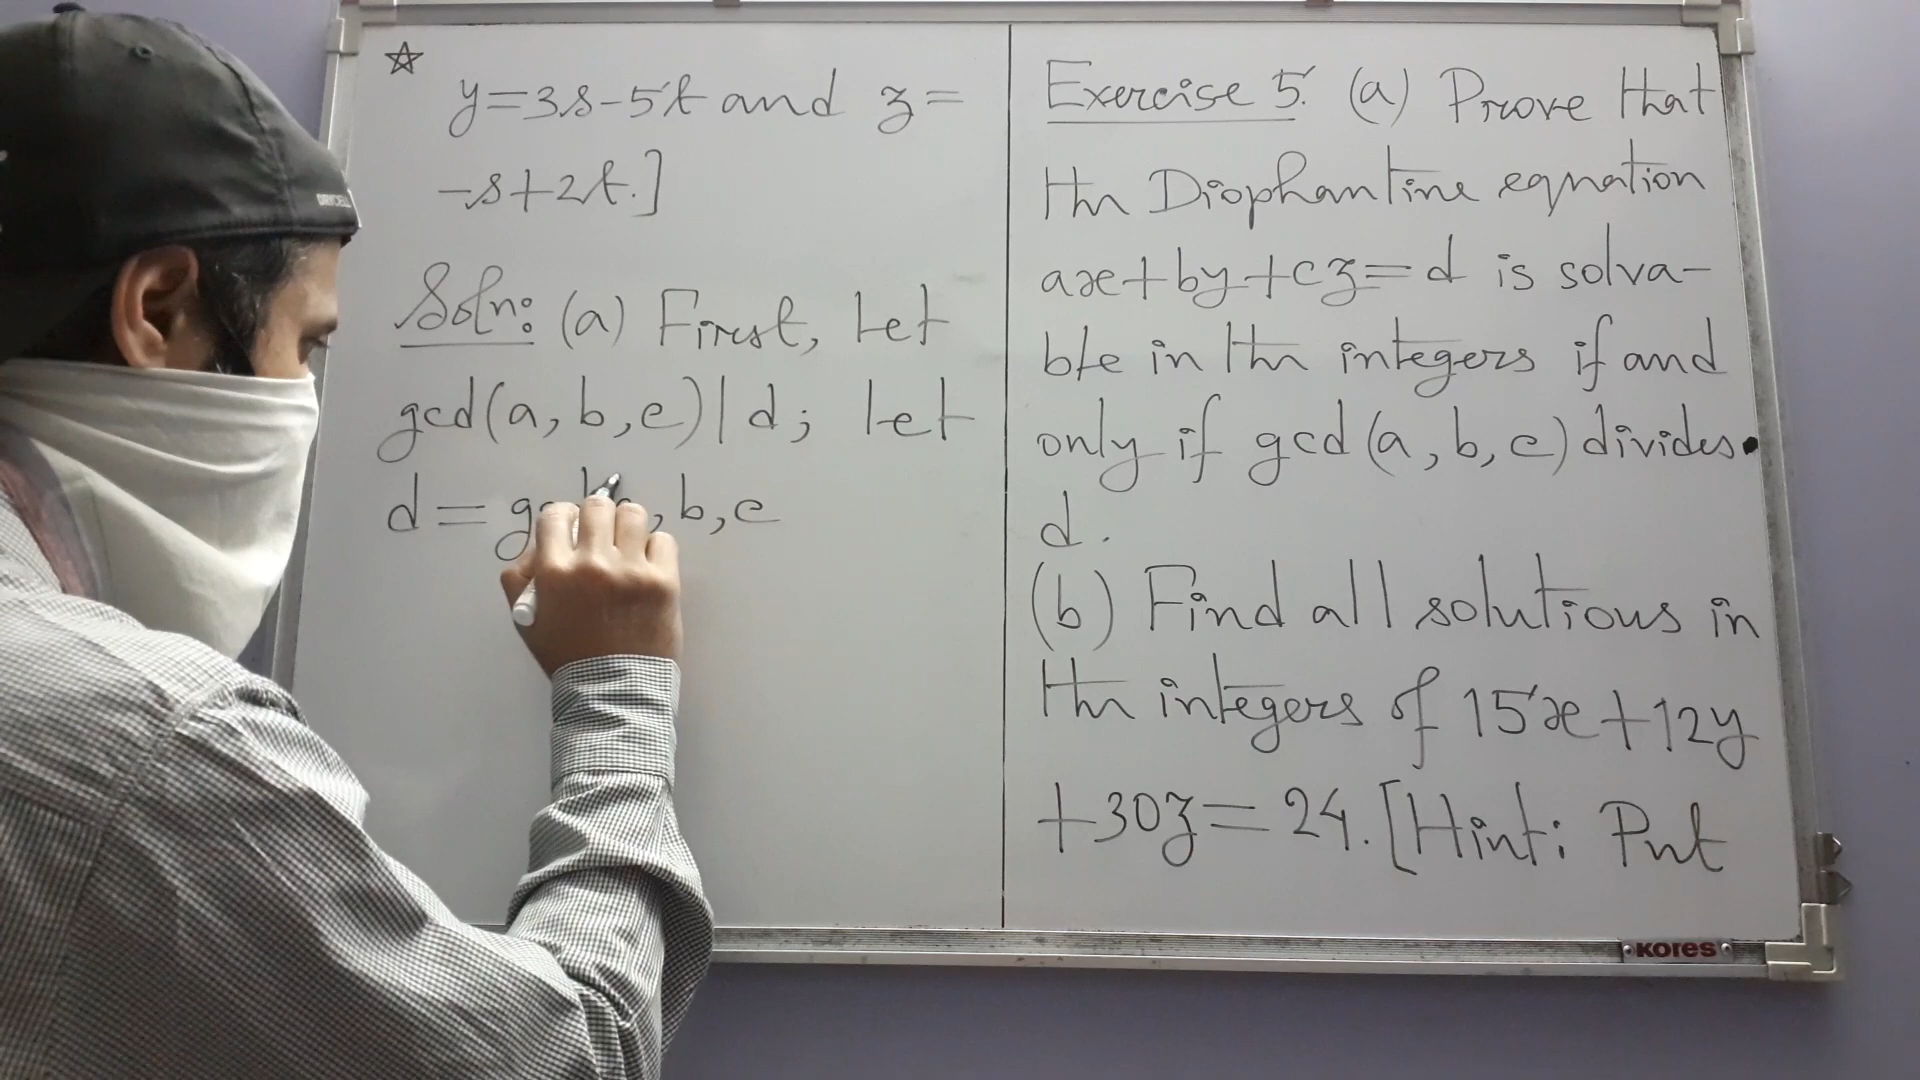 ☆
y=3s-5t and z=
-s+2t.]
Soln: (a) First, let
gcd(a, b, c) | d; let
d = g , b, c
Exercise 5. (a) Prove that
the Diophantine equation
ax+by+cz=d is solva-
ble in the integers if and
only if gcd (a, b, c) divides
d.
(b) Find all solutions in
the integers of 15x+12y
+30z=24. [Hint: Put
KORES